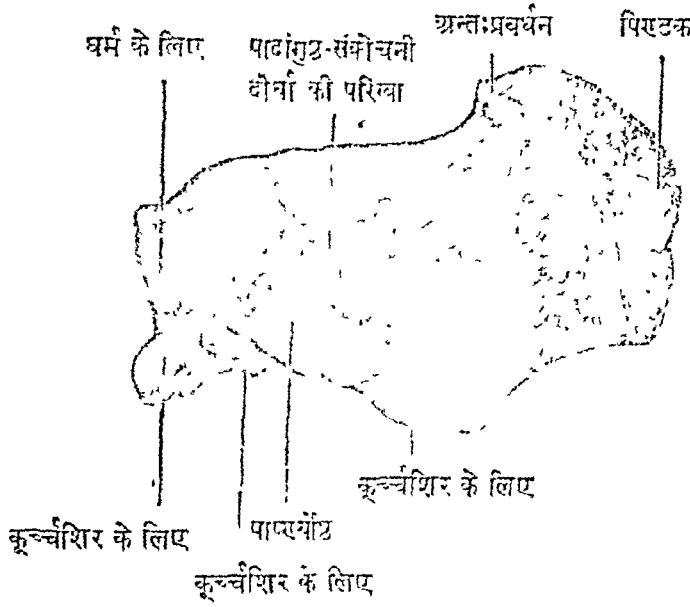 घर्म के लिए
पादांगुठ-संकोचनी
दीर्घा की परिखा
अन्तःप्रवर्धन
पिण्डक
कूर्च्चशिर के लिए
कूर्च्चशिर के लिए
कूर्च्चशिर के लिए